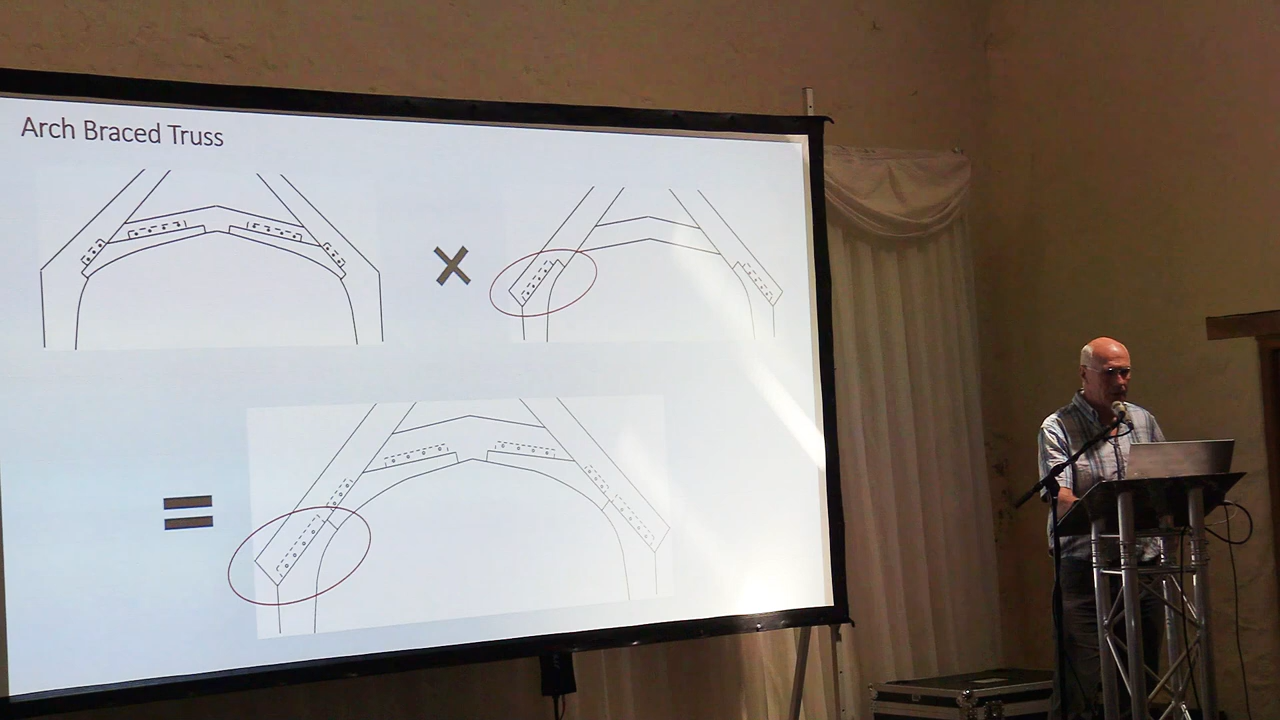 Arch Braced Truss
×
=